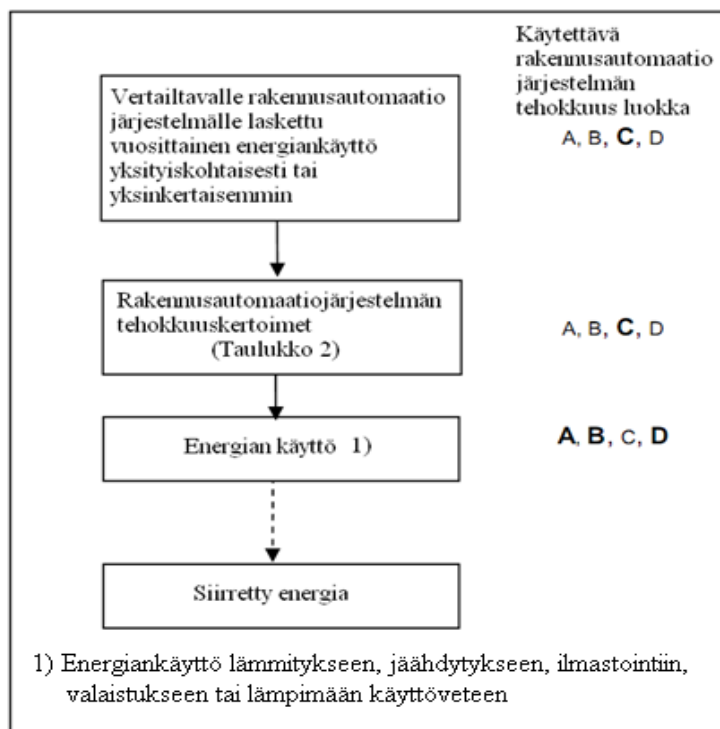 Käytettävä
rakennusautomaatio
järjestelmän
tehokkuus luokka
Vertailtavalle rakennusautomaatio
järjestelmälle laskettu
vuosittainen energiankäyttö
yksityiskohtaisesti tai
yksinkertaisemmin
A, B, C, D
Rakennusautomaatiojärjestelmän
tehokkuuskertoimet
(Taulukko 2)
A, B, C, D
Energian käyttö 1)
A, B, C, D
Siirretty energia
1) Energiankäyttö lämmitykseen, jäähdytykseen, ilmastointiin,
valaistukseen tai lämpimään käyttöveteen